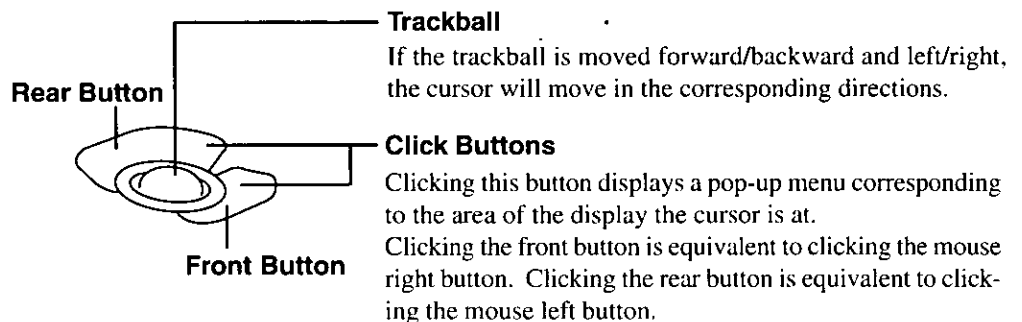 Trackball
If the trackball is moved forward/backward and left/right,
the cursor will move in the corresponding directions.
Rear Button
Click Buttons
Clicking this button displays a pop-up menu corresponding
to the area of the display the cursor is at.
Clicking the front button is equivalent to clicking the mouse
right button. Clicking the rear button is equivalent to click-
ing the mouse left button.
Front Button